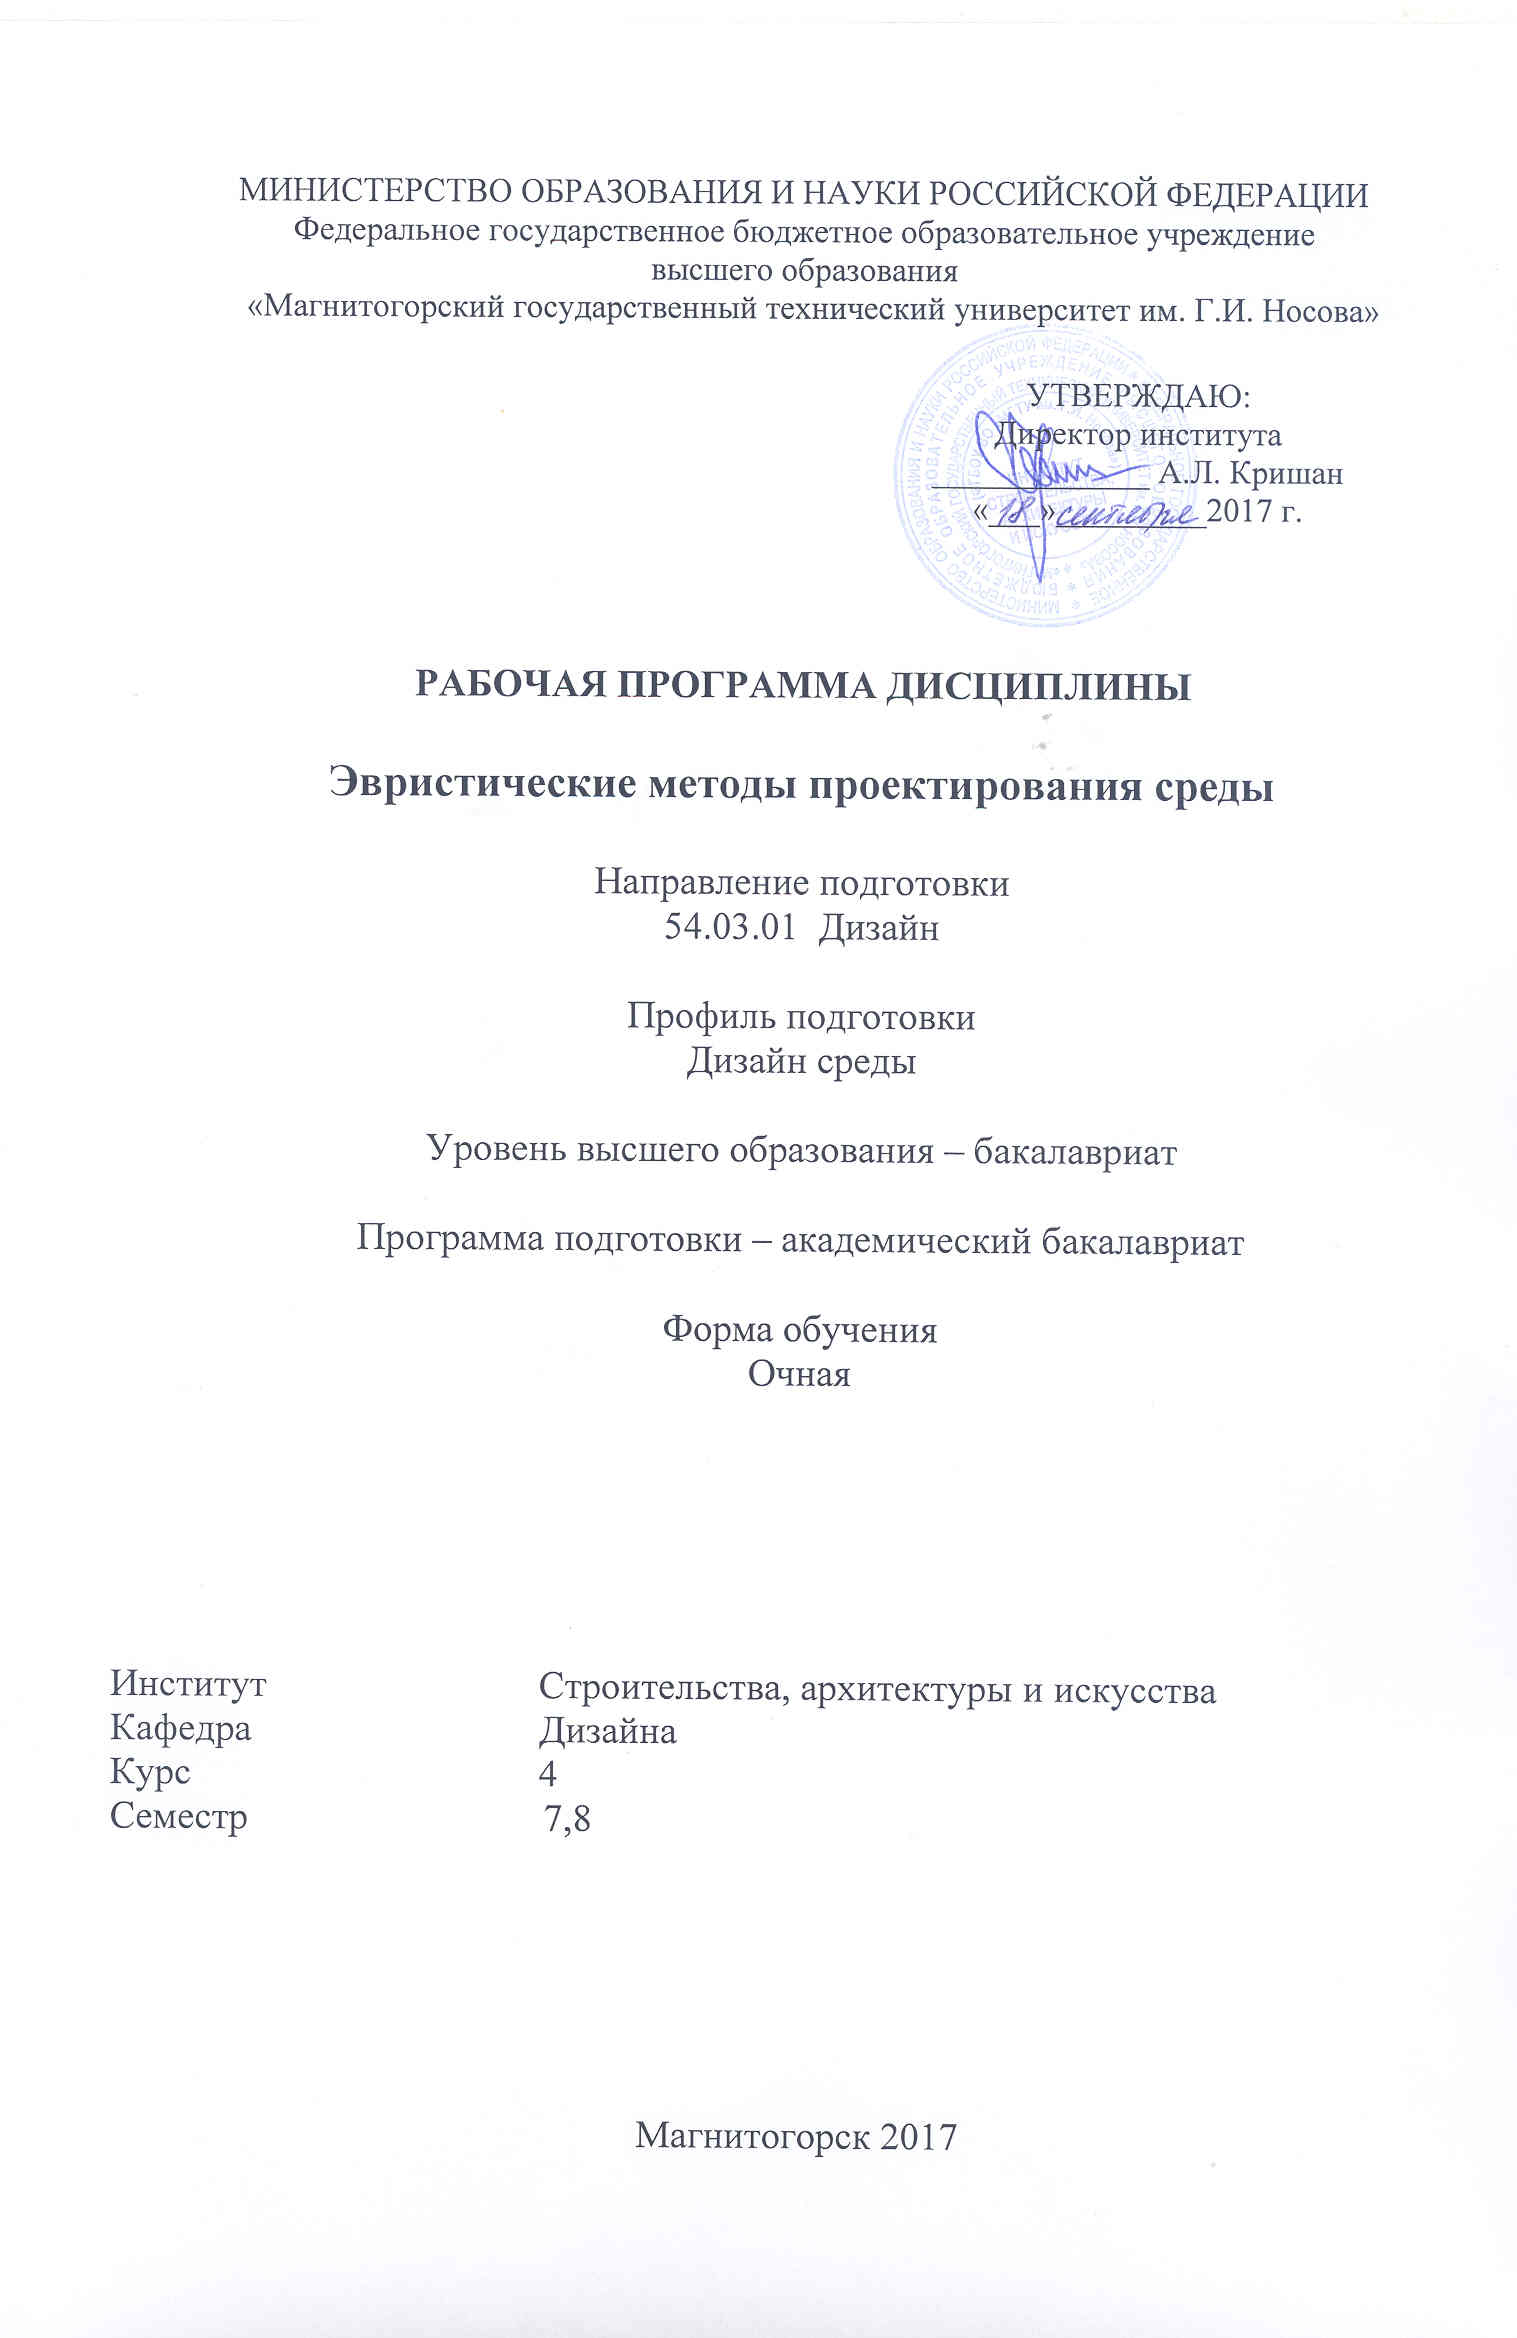 МИНИСТЕРСТВО ОБРАЗОВАНИЯ И НАУКИ РОССИЙСКОЙ ФЕДЕРАЦИИ
Федеральное государственное бюджетное образовательное учреждение
высшего образования
«Магнитогорский государственный технический университет им. Г.И. Носова»
УТВЕРЖДАЮ:
Директор института
А.Л. Кришан
«18» сентября 2017 г.
РАБОЧАЯ ПРОГРАММА ДИСЦИПЛИНЫ
Эвристические методы проектирования среды
Направление подготовки
54.03.01 Дизайн
Профиль подготовки
Дизайн среды
Уровень высшего образования – бакалавриат
Программа подготовки – академический бакалавриат
Форма обучения
Очная
Институт Строительства, архитектуры и искусства
Кафедра Дизайна
Курс 4
Семестр 7,8
Магнитогорск 2017